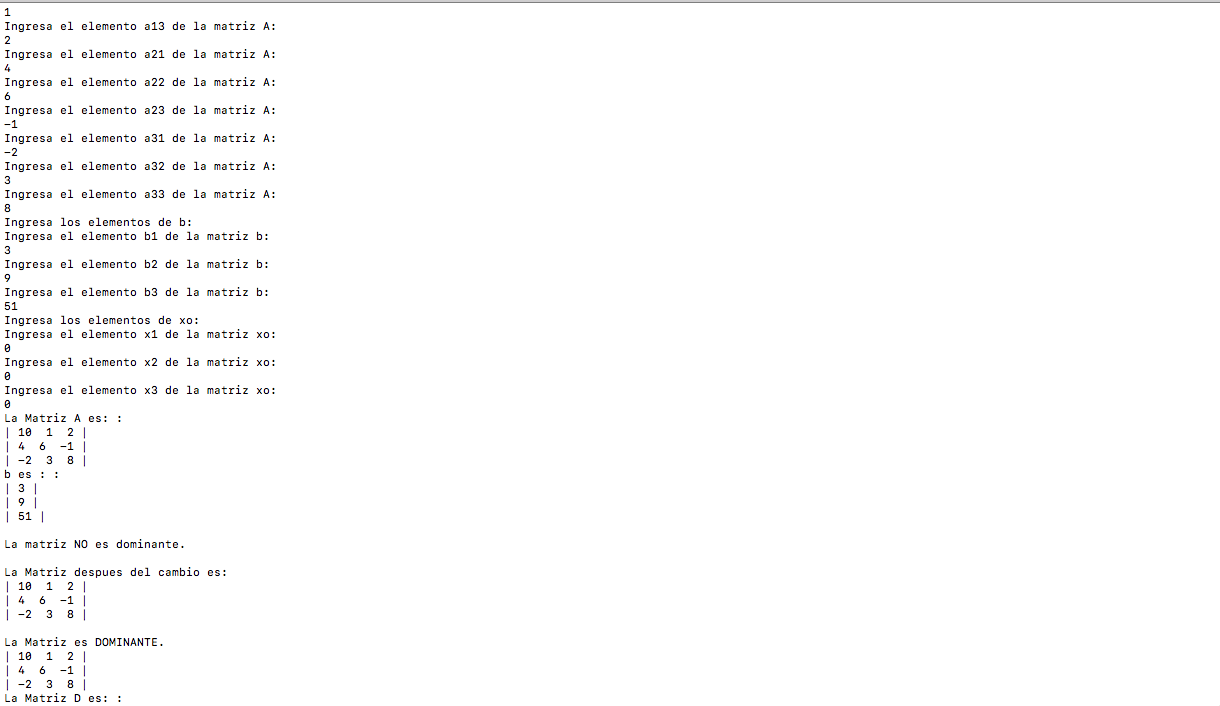 1
Ingresa el elemento a13 de la matriz A:
2
Ingresa el elemento a21 de la matriz A:
4
Ingresa el elemento a22 de la matriz A:
6
Ingresa el elemento a23 de la matriz A:
-1
Ingresa el elemento a31 de la matriz A:
-2
Ingresa el elemento a32 de la matriz A:
3
Ingresa el elemento a33 de la matriz A:
8
Ingresa los elementos de b:
Ingresa el elemento b1 de la matriz b:
3
Ingresa el elemento b2 de la matriz b:
9
Ingresa el elemento b3 de la matriz b:
51
Ingresa los elementos de xo:
Ingresa el elemento x1 de la matriz xo:
0
Ingresa el elemento x2 de la matriz xo:
0
Ingresa el elemento x3 de la matriz xo:
0
La Matriz A es: :
| 10  1  2 |
| 4  6  -1 |
| -2  3  8 |
b es : :
| 3 |
| 9 |
| 51 |
La matriz NO es dominante.
La Matriz despues del cambio es:
| 10  1  2 |
| 4  6  -1 |
| -2  3  8 |
La Matriz es DOMINANTE.
| 10  1  2 |
| 4  6  -1 |
| -2  3  8 |
La Matriz D es: :